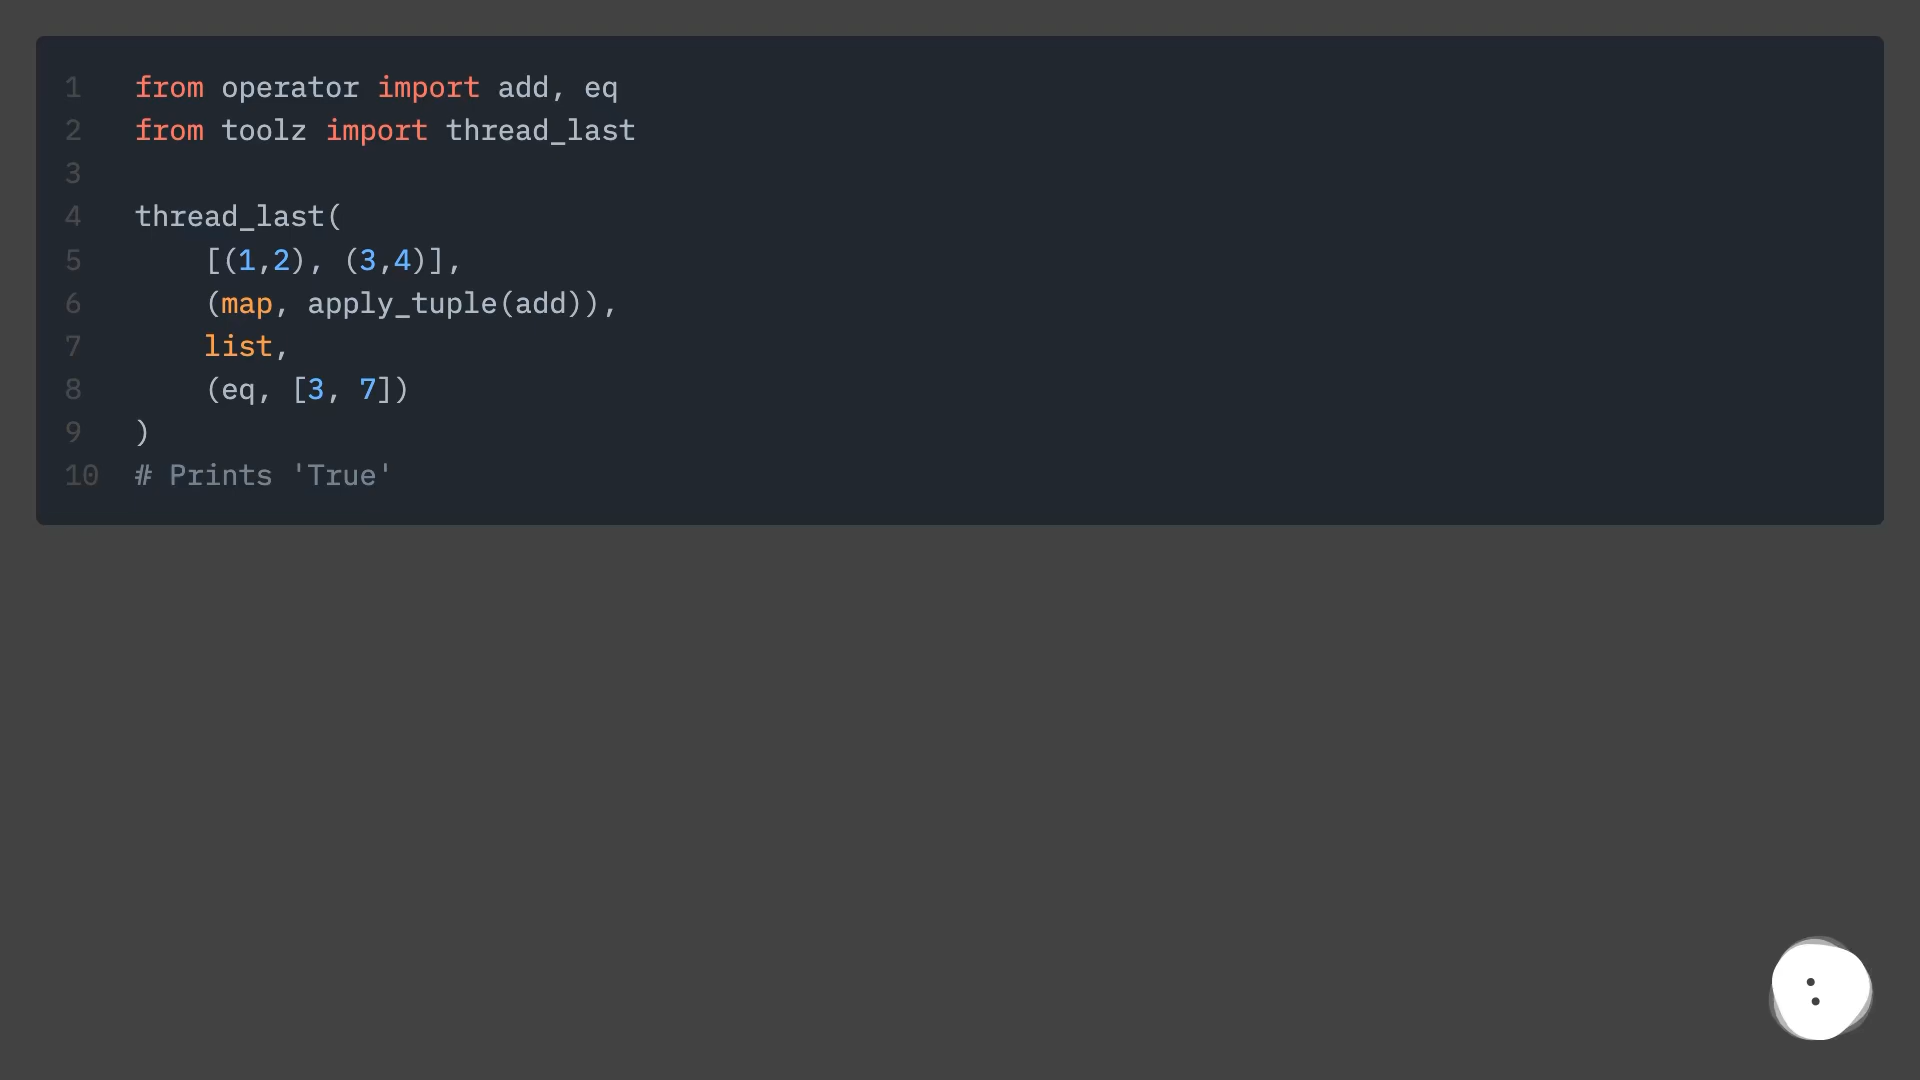 1 from operator import add, eq
2 from toolz import thread_last
3
4 thread_last(
5     [(1,2), (3,4)],
6     (map, apply_tuple(add)),
7     list,
8     (eq, [3, 7])
9 )
10 # Prints 'True'